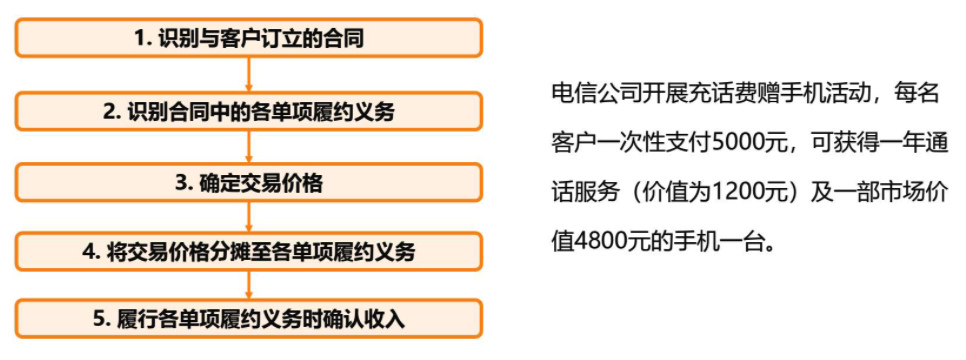 1. 识别与客户订立的合同
2. 识别合同中的各单项履约义务
3. 确定交易价格
4. 将交易价格分摊至各单项履约义务
5. 履行各单项履约义务时确认收入
电信公司开展充话费赠手机活动，每名
客户一次性支付5000元，可获得一年通
话服务（价值为1200元）及一部市场价
值4800元的手机一台。